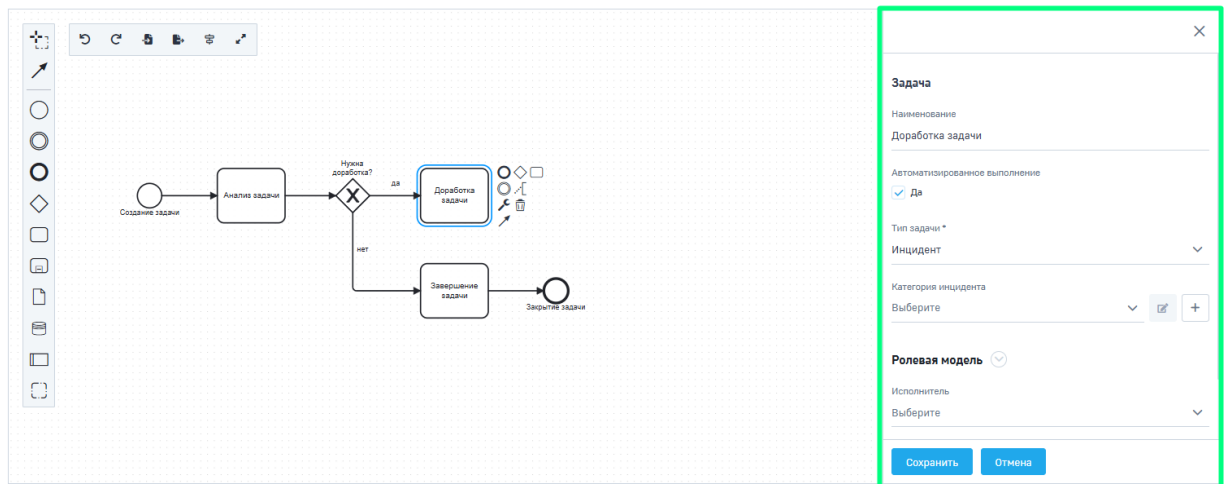 Создание задачи
Анализ задачи
Нужна
доработка?
да
нет
Доработка
задачи
Завершение
задачи
Закрытие задачи
Задача
Наименование
Доработка задачи
Автоматизированное выполнение
Да
Тип задачи *
Инцидент
Категория инцидента
Выберите
Ролевая модель
Исполнитель
Выберите
Сохранить
Отмена